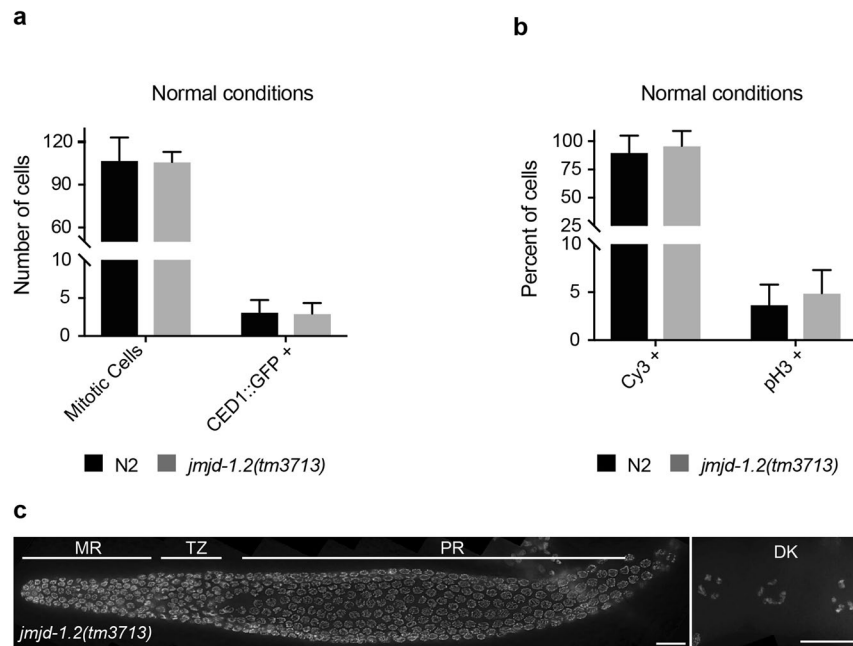 a
Normal conditions
Number of cells
120
90
60
10
5
0
Mitotic Cells
CED1::GFP +
N2
jmjd-1.2(tm3713)
b
Normal conditions
Percent of cells
100
75
50
25
10
5
0
Cy3 +
pH3 +
N2
jmjd-1.2(tm3713)
c
MR
TZ
PR
DK
jmjd-1.2(tm3713)